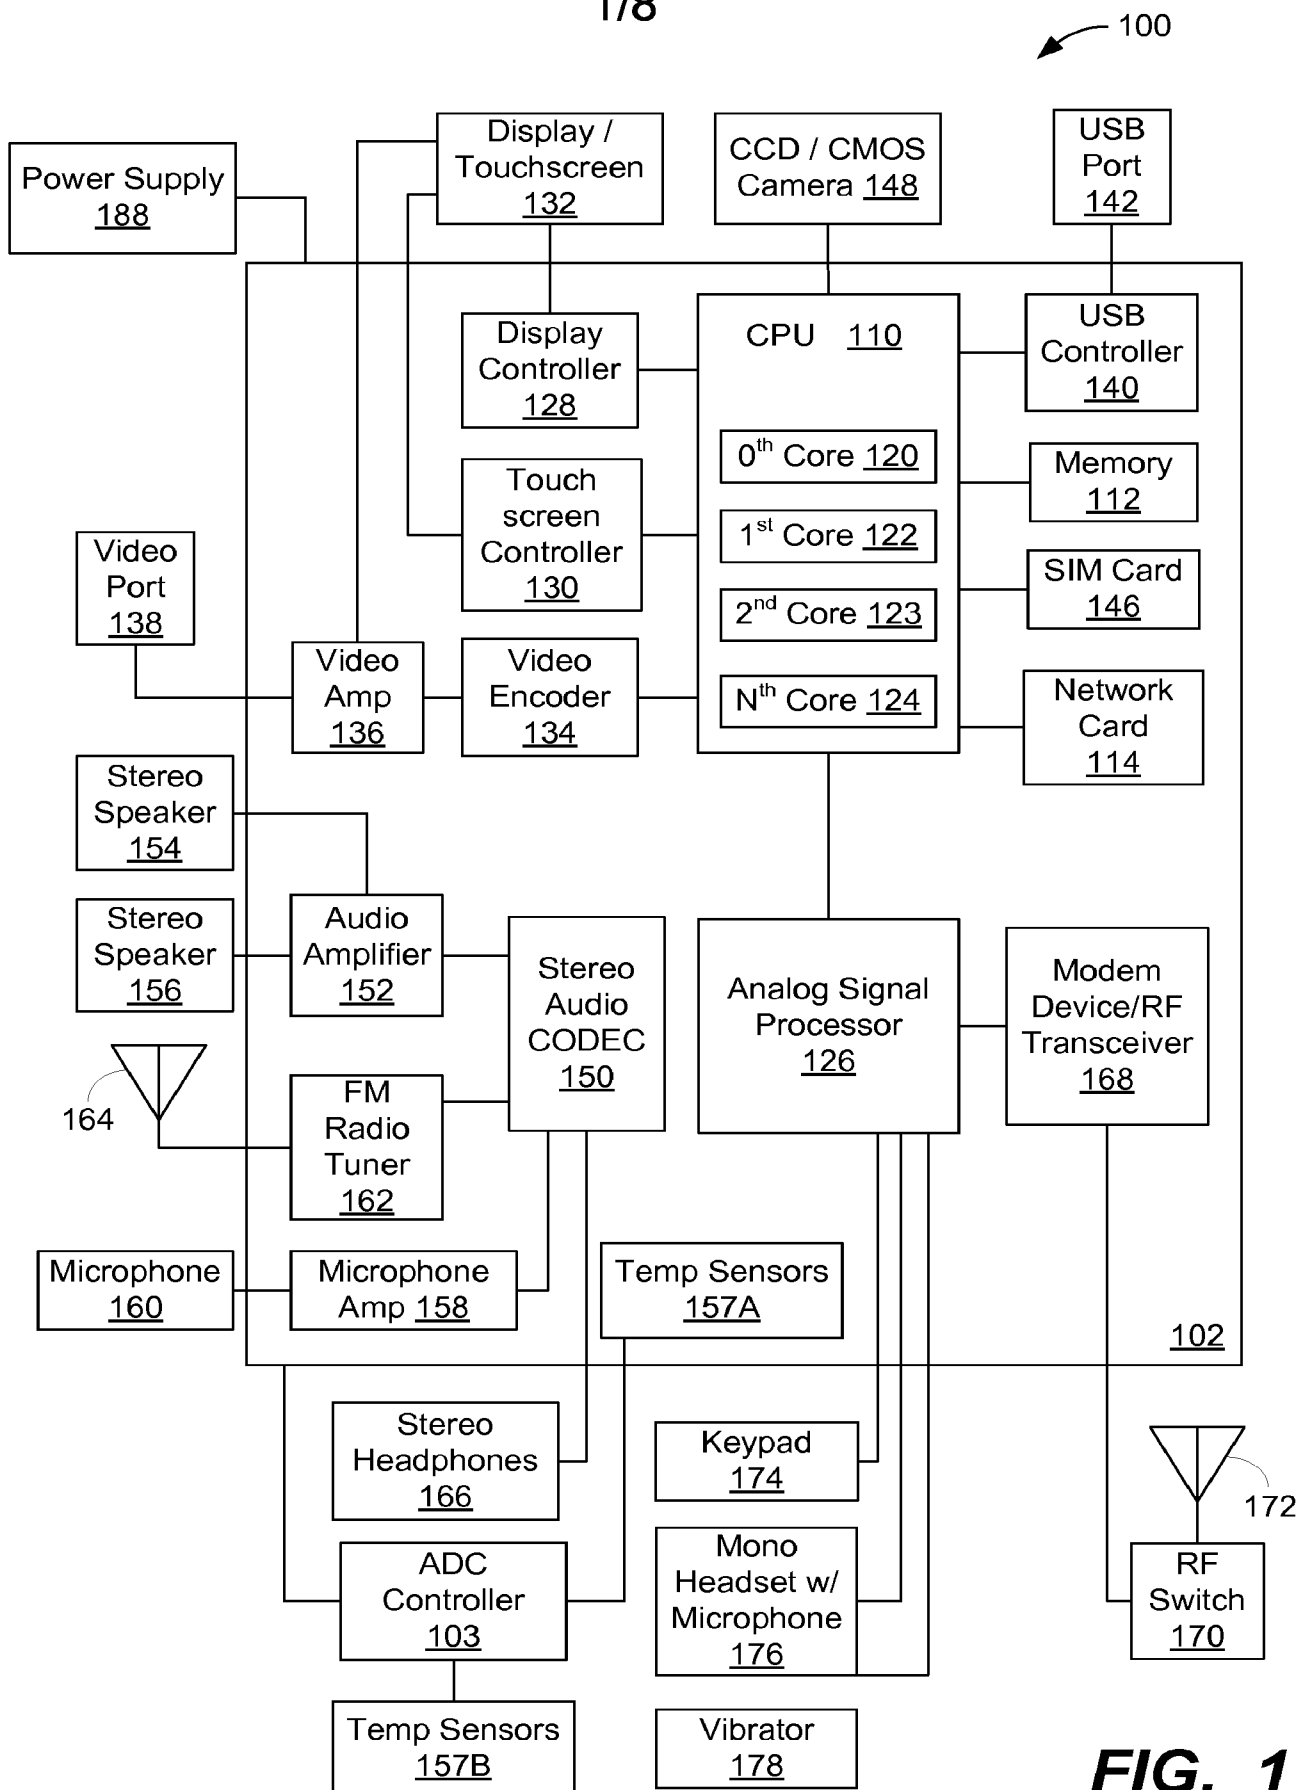 1/8
100
Power Supply
188
Display /
Touchscreen
132
CCD / CMOS
Camera 148
USB
Port
142
Display
Controller
128
CPU 110
USB
Controller
140
0th Core 120
Memory
112
Touch
screen
Controller
130
1st Core 122
Video
Port
138
SIM Card
146
2nd Core 123
Video
Amp
136
Video
Encoder
134
Nth Core 124
Network
Card
114
Stereo
Speaker
154
Stereo
Speaker
156
Audio
Amplifier
152
Stereo
Audio
CODEC
150
Analog Signal
Processor
126
Modem
Device/RF
Transceiver
168
164
FM
Radio
Tuner
162
Microphone
160
Microphone
Amp 158
Temp Sensors
157A
102
Stereo
Headphones
166
Keypad
174
172
ADC
Controller
103
Mono
Headset w/
Microphone
176
RF
Switch
170
Temp Sensors
157B
Vibrator
178
FIG. 1